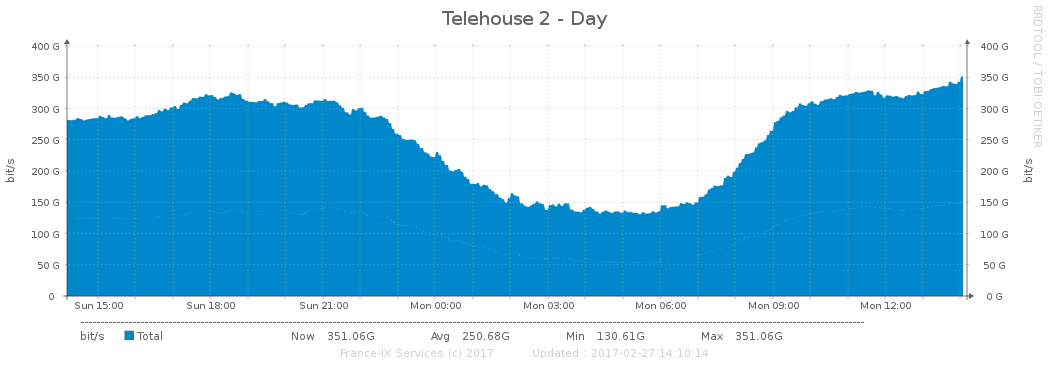 Telehouse 2 - Day
RRDTOOL / TOBI OETIKER
400 G 400 G
350 G 350 G
300 G 300 G
250 G 250 G
200 G 200 G
150 G 150 G
100 G 100 G
50 G 50 G
0 0 G
bit/s bit/s
Sun 15:00 Sun 18:00 Sun 21:00 Mon 00:00 Mon 03:00 Mon 06:00 Mon 09:00 Mon 12:00
bit/s Total Now 351.06G Avg 250.68G Min 130.61G Max 351.06G
France-IX Services (c) 2017 Updated : 2017-02-27 14:10:14